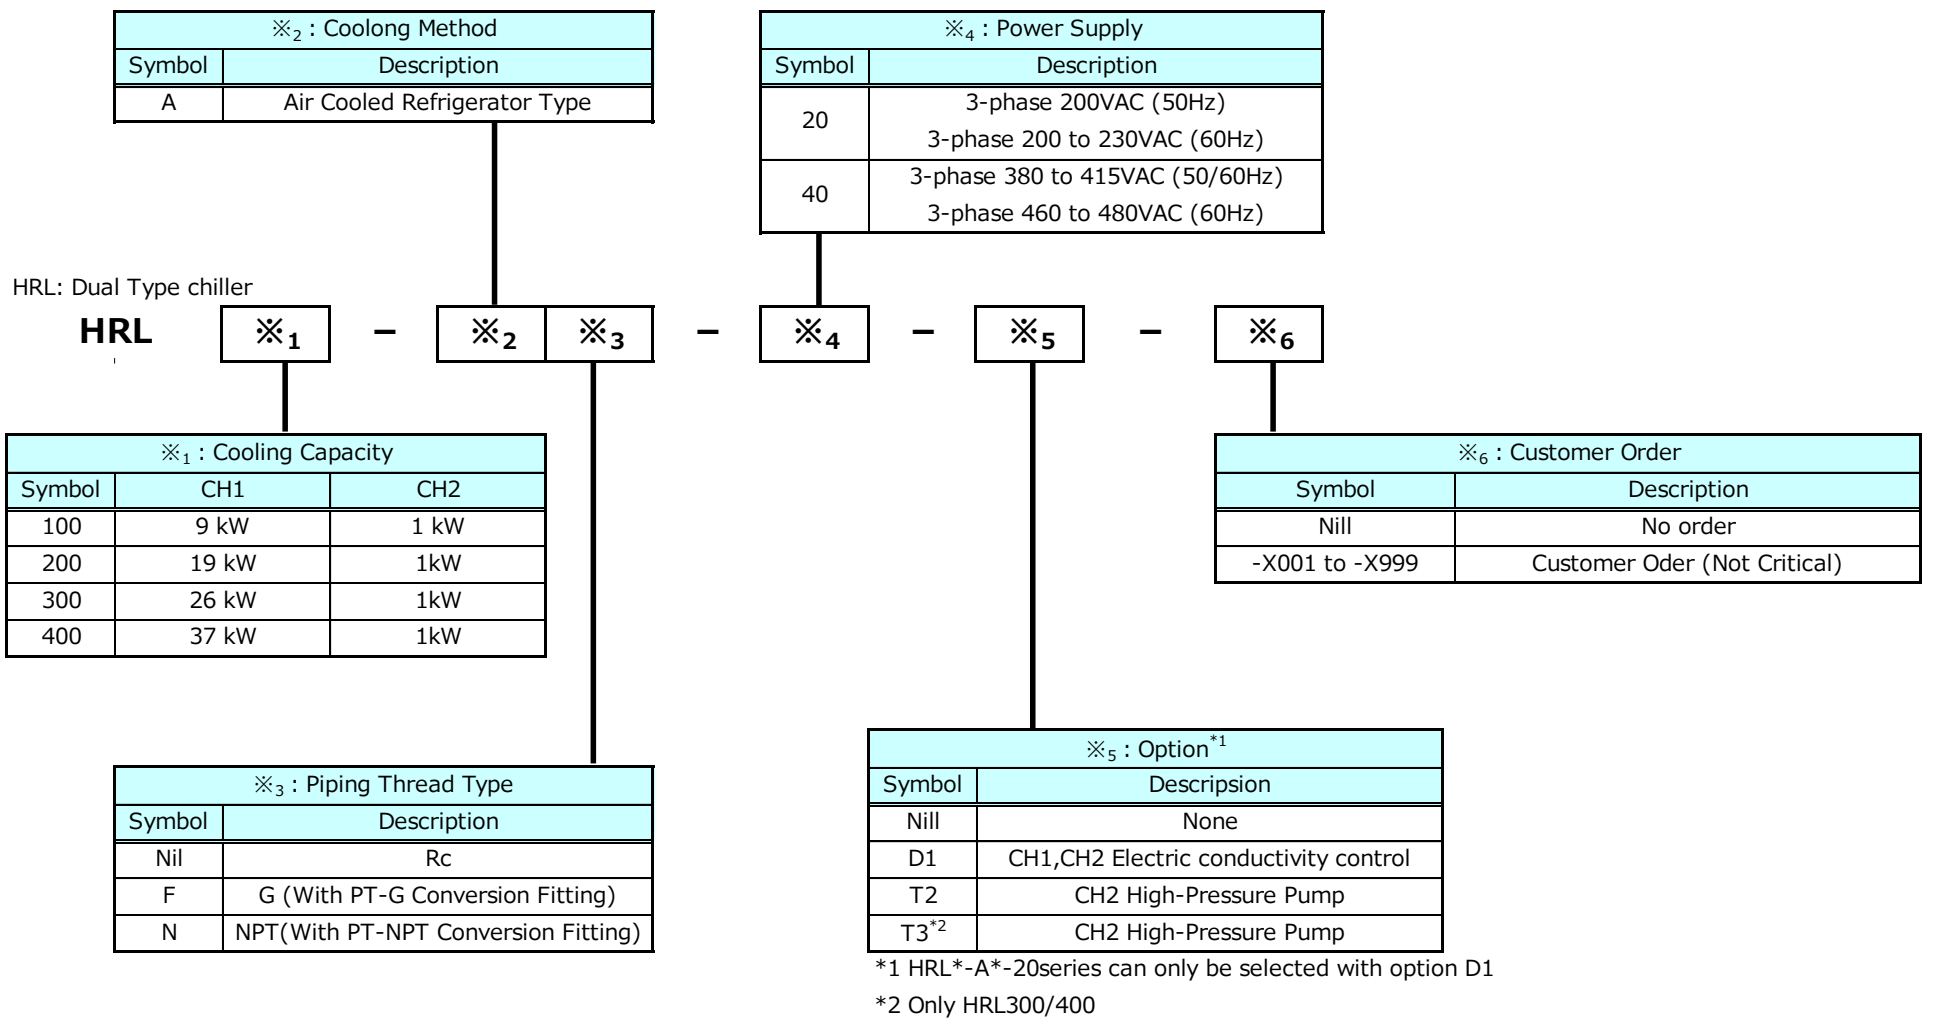 ※2 : Coolong Method
Symbol Description
A Air Cooled Refrigerator Type
※4 : Power Supply
Symbol Description
20 3-phase 200VAC (50Hz)
3-phase 200 to 230VAC (60Hz)
40 3-phase 380 to 415VAC (50/60Hz)
3-phase 460 to 480VAC (60Hz)
HRL: Dual Type chiller
HRL ※1 - ※2 ※3 - ※4 - ※5 - ※6
※1 : Cooling Capacity
Symbol CH1 CH2
100 9 kW 1 kW
200 19 kW 1kW
300 26 kW 1kW
400 37 kW 1kW
※6 : Customer Order
Symbol Description
Nill No order
-X001 to -X999 Customer Oder (Not Critical)
※3 : Piping Thread Type
Symbol Description
Nil Rc
F G (With PT-G Conversion Fitting)
N NPT(With PT-NPT Conversion Fitting)
※5 : Option*1
Symbol Descripsion
Nill None
D1 CH1,CH2 Electric conductivity control
T2 CH2 High-Pressure Pump
T3*2 CH2 High-Pressure Pump
*1 HRL*-A*-20series can only be selected with option D1
*2 Only HRL300/400